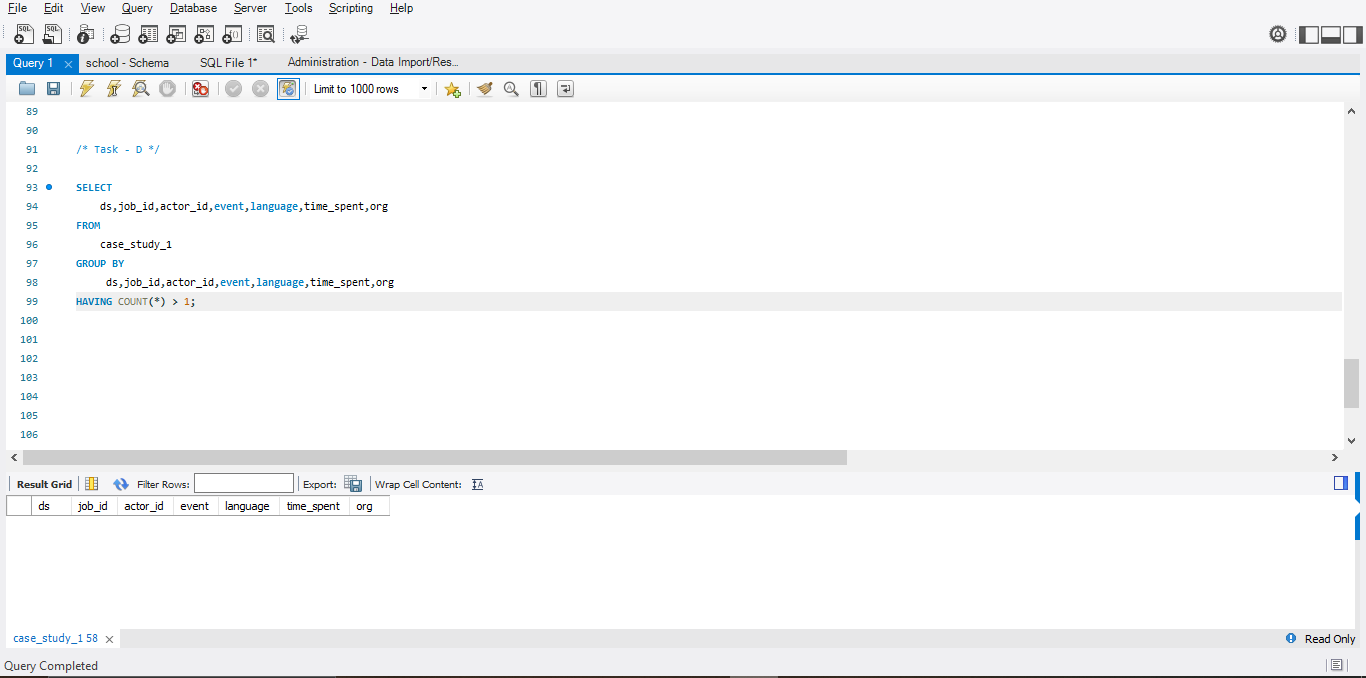 File Edit View Query Database Server Tools Scripting Help
Query 1 school - Schema SQL File 1* Administration - Data Import/Res...
Limit to 1000 rows
89
90
91 /* Task - D */
92
93 SELECT
94 ds,job_id,actor_id,event,language,time_spent,org
95 FROM
96 case_study_1
97 GROUP BY
98 ds,job_id,actor_id,event,language,time_spent,org
99 HAVING COUNT(*) > 1;
100
101
102
103
104
105
106
Result Grid Filter Rows: Export: Wrap Cell Content: IA
ds job_id actor_id event language time_spent org
case_study_1 58 Read Only
Query Completed